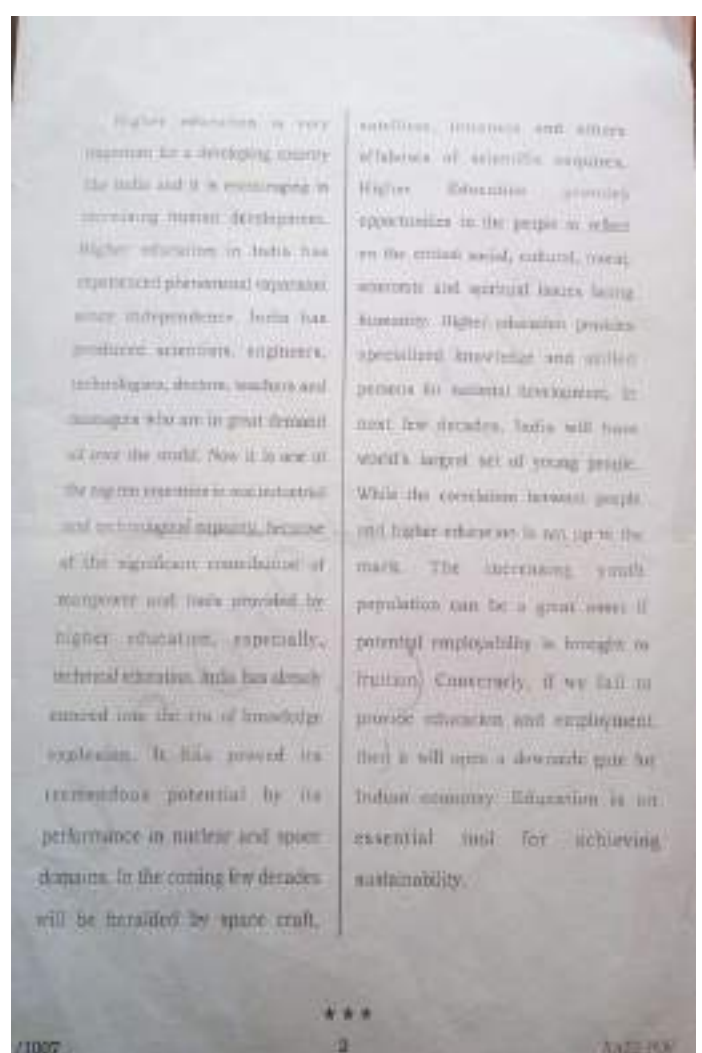 Higher education is very
important for a developing country
like India and it is encouraging in
increasing human development.
Higher education in India has
experienced phenomenal expansion
since independence. India has
produced scientists, engineers,
technologists, doctors, teachers and
managers who are in great demand
all over the world. Now it is one of
the top ten countries in our industrial
and technological capacity, because
of the significant contribution of
manpower and tools provided by
higher education, especially,
technical education. India has already
entered into the era of knowledge
explosion. It has proved its
tremendous potential by its
performance in nuclear and space
domains. In the coming few decades
will be heralded by space craft,
satellites, and others
of scientific enquires.
Higher Education provides
opportunities to the people to reflect
on the critical social, cultural, moral,
economic and spiritual issues facing
humanity. Higher education provides
specialized knowledge and skilled
persons for national development. In
next few decades, India will have
world's largest set of young people.
While the correlation between people
and higher education is not up to the
mark. The increasing youth
population can be a great asset if
potential employability is brought to
fruition. Conversely, if we fail to
provide education and employment
then it will open a downside gate for
Indian economy. Education is an
essential tool for achieving
sustainability.
★★★
/1007
3